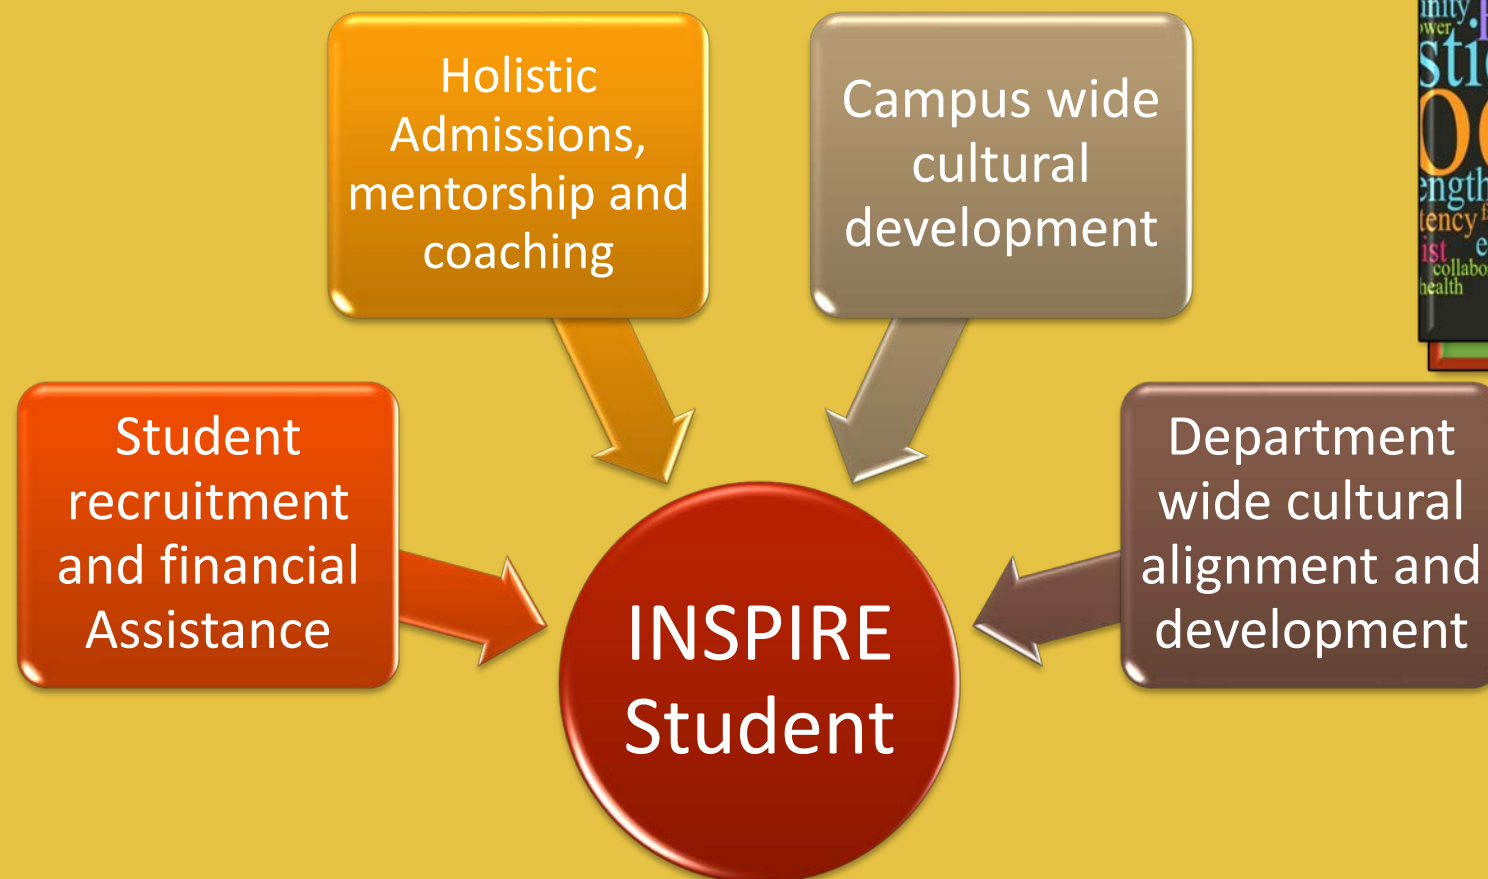 Holistic
Admissions,
mentorship and
coaching
Campus wide
cultural
development
Student
recruitment
and financial
Assistance
Department
wide cultural
alignment and
development
INSPIRE
Student
health